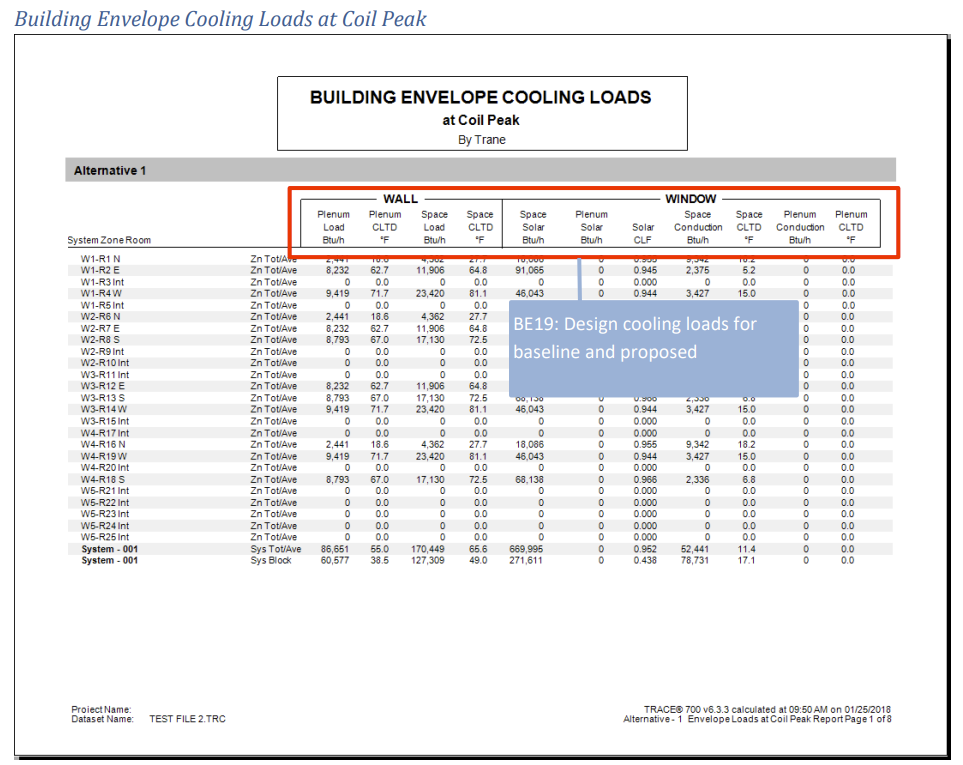 Building Envelope Cooling Loads at Coil Peak
BUILDING ENVELOPE COOLING LOADS
at Coil Peak
By Trane
Alternative 1
WALL WINDOW
Plenum Plenum Space Space Space Plenum Space Space Plenum Plenum
Load CLTD Load CLTD Solar Solar Solar Conduction CLTD Conduction CLTD
System Zone Room Btu/h °F Btu/h °F Btu/h Btu/h CLF Btu/h °F Btu/h °F
W1-R1 N Zn Tot/Ave 2,441 18.6 4,362 27.7 18,086 0 0.955 9,342 18.2 0 0.0
W1-R2 E Zn Tot/Ave 8,232 62.7 11,906 64.8 91,065 0 0.945 2,375 5.2 0 0.0
W1-R3 Int Zn Tot/Ave 0 0.0 0 0.0 0 0 0.000 0 0.0 0 0.0
W1-R4 W Zn Tot/Ave 9,419 71.7 23,420 81.1 46,043 0 0.944 3,427 15.0 0 0.0
W1-R5 Int Zn Tot/Ave 0 0.0 0 0.0 0 0.0
W2-R6 N Zn Tot/Ave 2,441 18.6 4,362 27.7 0 0.0
W2-R7 E Zn Tot/Ave 8,232 62.7 11,906 64.8 0 0.0
W2-R8 S Zn Tot/Ave 8,793 67.0 17,130 72.5 0 0.0
W2-R9 Int Zn Tot/Ave 0 0.0 0 0.0 0 0.0
W2-R10 Int Zn Tot/Ave 0 0.0 0 0.0 0 0.0
W3-R11 Int Zn Tot/Ave 0 0.0 0 0.0 0 0.0
W3-R12 E Zn Tot/Ave 8,232 62.7 11,906 64.8 0 0.0
BE19: Design cooling loads for
baseline and proposed
W3-R13 S Zn Tot/Ave 8,793 67.0 17,130 72.5 68,138 0 0.966 2,336 6.8 0 0.0
W3-R14 W Zn Tot/Ave 9,419 71.7 23,420 81.1 46,043 0 0.944 3,427 15.0 0 0.0
W3-R15 Int Zn Tot/Ave 0 0.0 0 0.0 0 0 0.000 0 0.0 0 0.0
W4-R17 Int Zn Tot/Ave 0 0.0 0 0.0 0 0 0.000 0 0.0 0 0.0
W4-R16 N Zn Tot/Ave 2,441 18.6 4,362 27.7 18,086 0 0.955 9,342 18.2 0 0.0
W4-R19 W Zn Tot/Ave 9,419 71.7 23,420 81.1 46,043 0 0.944 3,427 15.0 0 0.0
W4-R20 Int Zn Tot/Ave 0 0.0 0 0.0 0 0 0.000 0 0.0 0 0.0
W4-R18 S Zn Tot/Ave 8,793 67.0 17,130 72.5 68,138 0 0.966 2,336 6.8 0 0.0
W5-R21 Int Zn Tot/Ave 0 0.0 0 0.0 0 0 0.000 0 0.0 0 0.0
W5-R22 Int Zn Tot/Ave 0 0.0 0 0.0 0 0 0.000 0 0.0 0 0.0
W5-R23 Int Zn Tot/Ave 0 0.0 0 0.0 0 0 0.000 0 0.0 0 0.0
W5-R24 Int Zn Tot/Ave 0 0.0 0 0.0 0 0 0.000 0 0.0 0 0.0
W5-R25 Int Zn Tot/Ave 0 0.0 0 0.0 0 0 0.000 0 0.0 0 0.0
System - 001 Sys Tot/Ave 86,651 55.0 170,449 65.6 669,995 0 0.952 52,441 11.4 0 0.0
System - 001 Sys Block 60,577 38.5 127,309 49.0 271,611 0 0.438 78,731 17.1 0 0.0
Project Name:
Dataset Name: TEST FILE 2.TRC
TRACE® 700 v6.3.3 calculated at 09:50 AM on 01/25/2018
Alternative - 1 Envelope Loads at Coil Peak Report Page 1 of 8